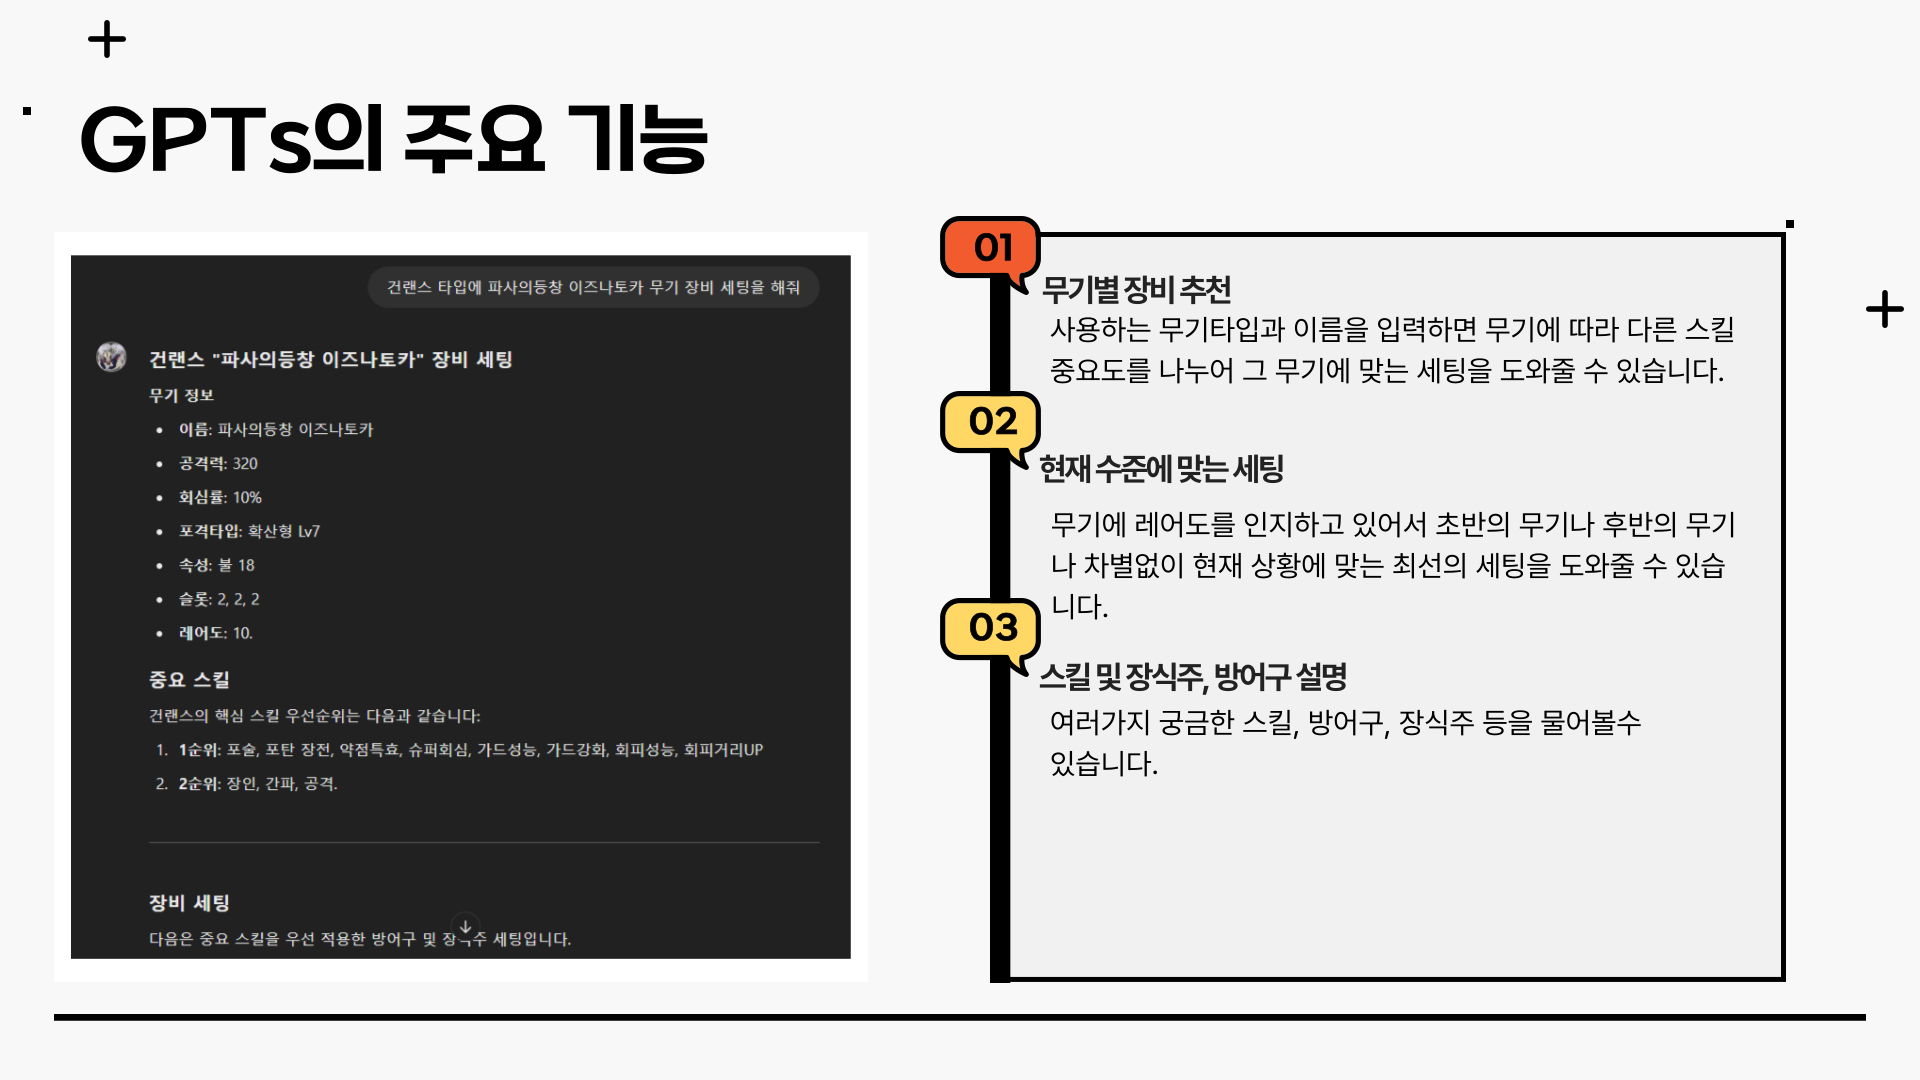 GPTs의 주요 기능
건랜스 타입에 파사의등창 이즈나토카 무기 장비 세팅을 해줘
건랜스 "파사의등창 이즈나토카" 장비 세팅
무기 정보
• 이름: 파사의등창 이즈나토카
• 공격력: 320
• 회심률: 10%
• 포격타입: 확산형 Lv7
• 속성: 불 18
• 슬롯: 2, 2, 2
• 레어도: 10.
중요 스킬
건랜스의 핵심 스킬 우선순위는 다음과 같습니다:
1. 1순위: 포술, 포탄 장전, 약점특효, 슈퍼회심, 가드성능, 가드강화, 회피성능, 회피거리UP
2. 2순위: 장인, 간파, 공격.
장비 세팅
다음은 중요 스킬을 우선 적용한 방어구 및 장식주 세팅입니다.
01
무기별 장비 추천
사용하는 무기타입과 이름을 입력하면 무기에 따라 다른 스킬
중요도를 나누어 그 무기에 맞는 세팅을 도와줄 수 있습니다.
02
현재 수준에 맞는 세팅
무기에 레어도를 인지하고 있어서 초반의 무기나 후반의 무기
나 차별없이 현재 상황에 맞는 최선의 세팅을 도와줄 수 있습
니다.
03
스킬 및 장식주, 방어구 설명
여러가지 궁금한 스킬, 방어구, 장식주 등을 물어볼수
있습니다.